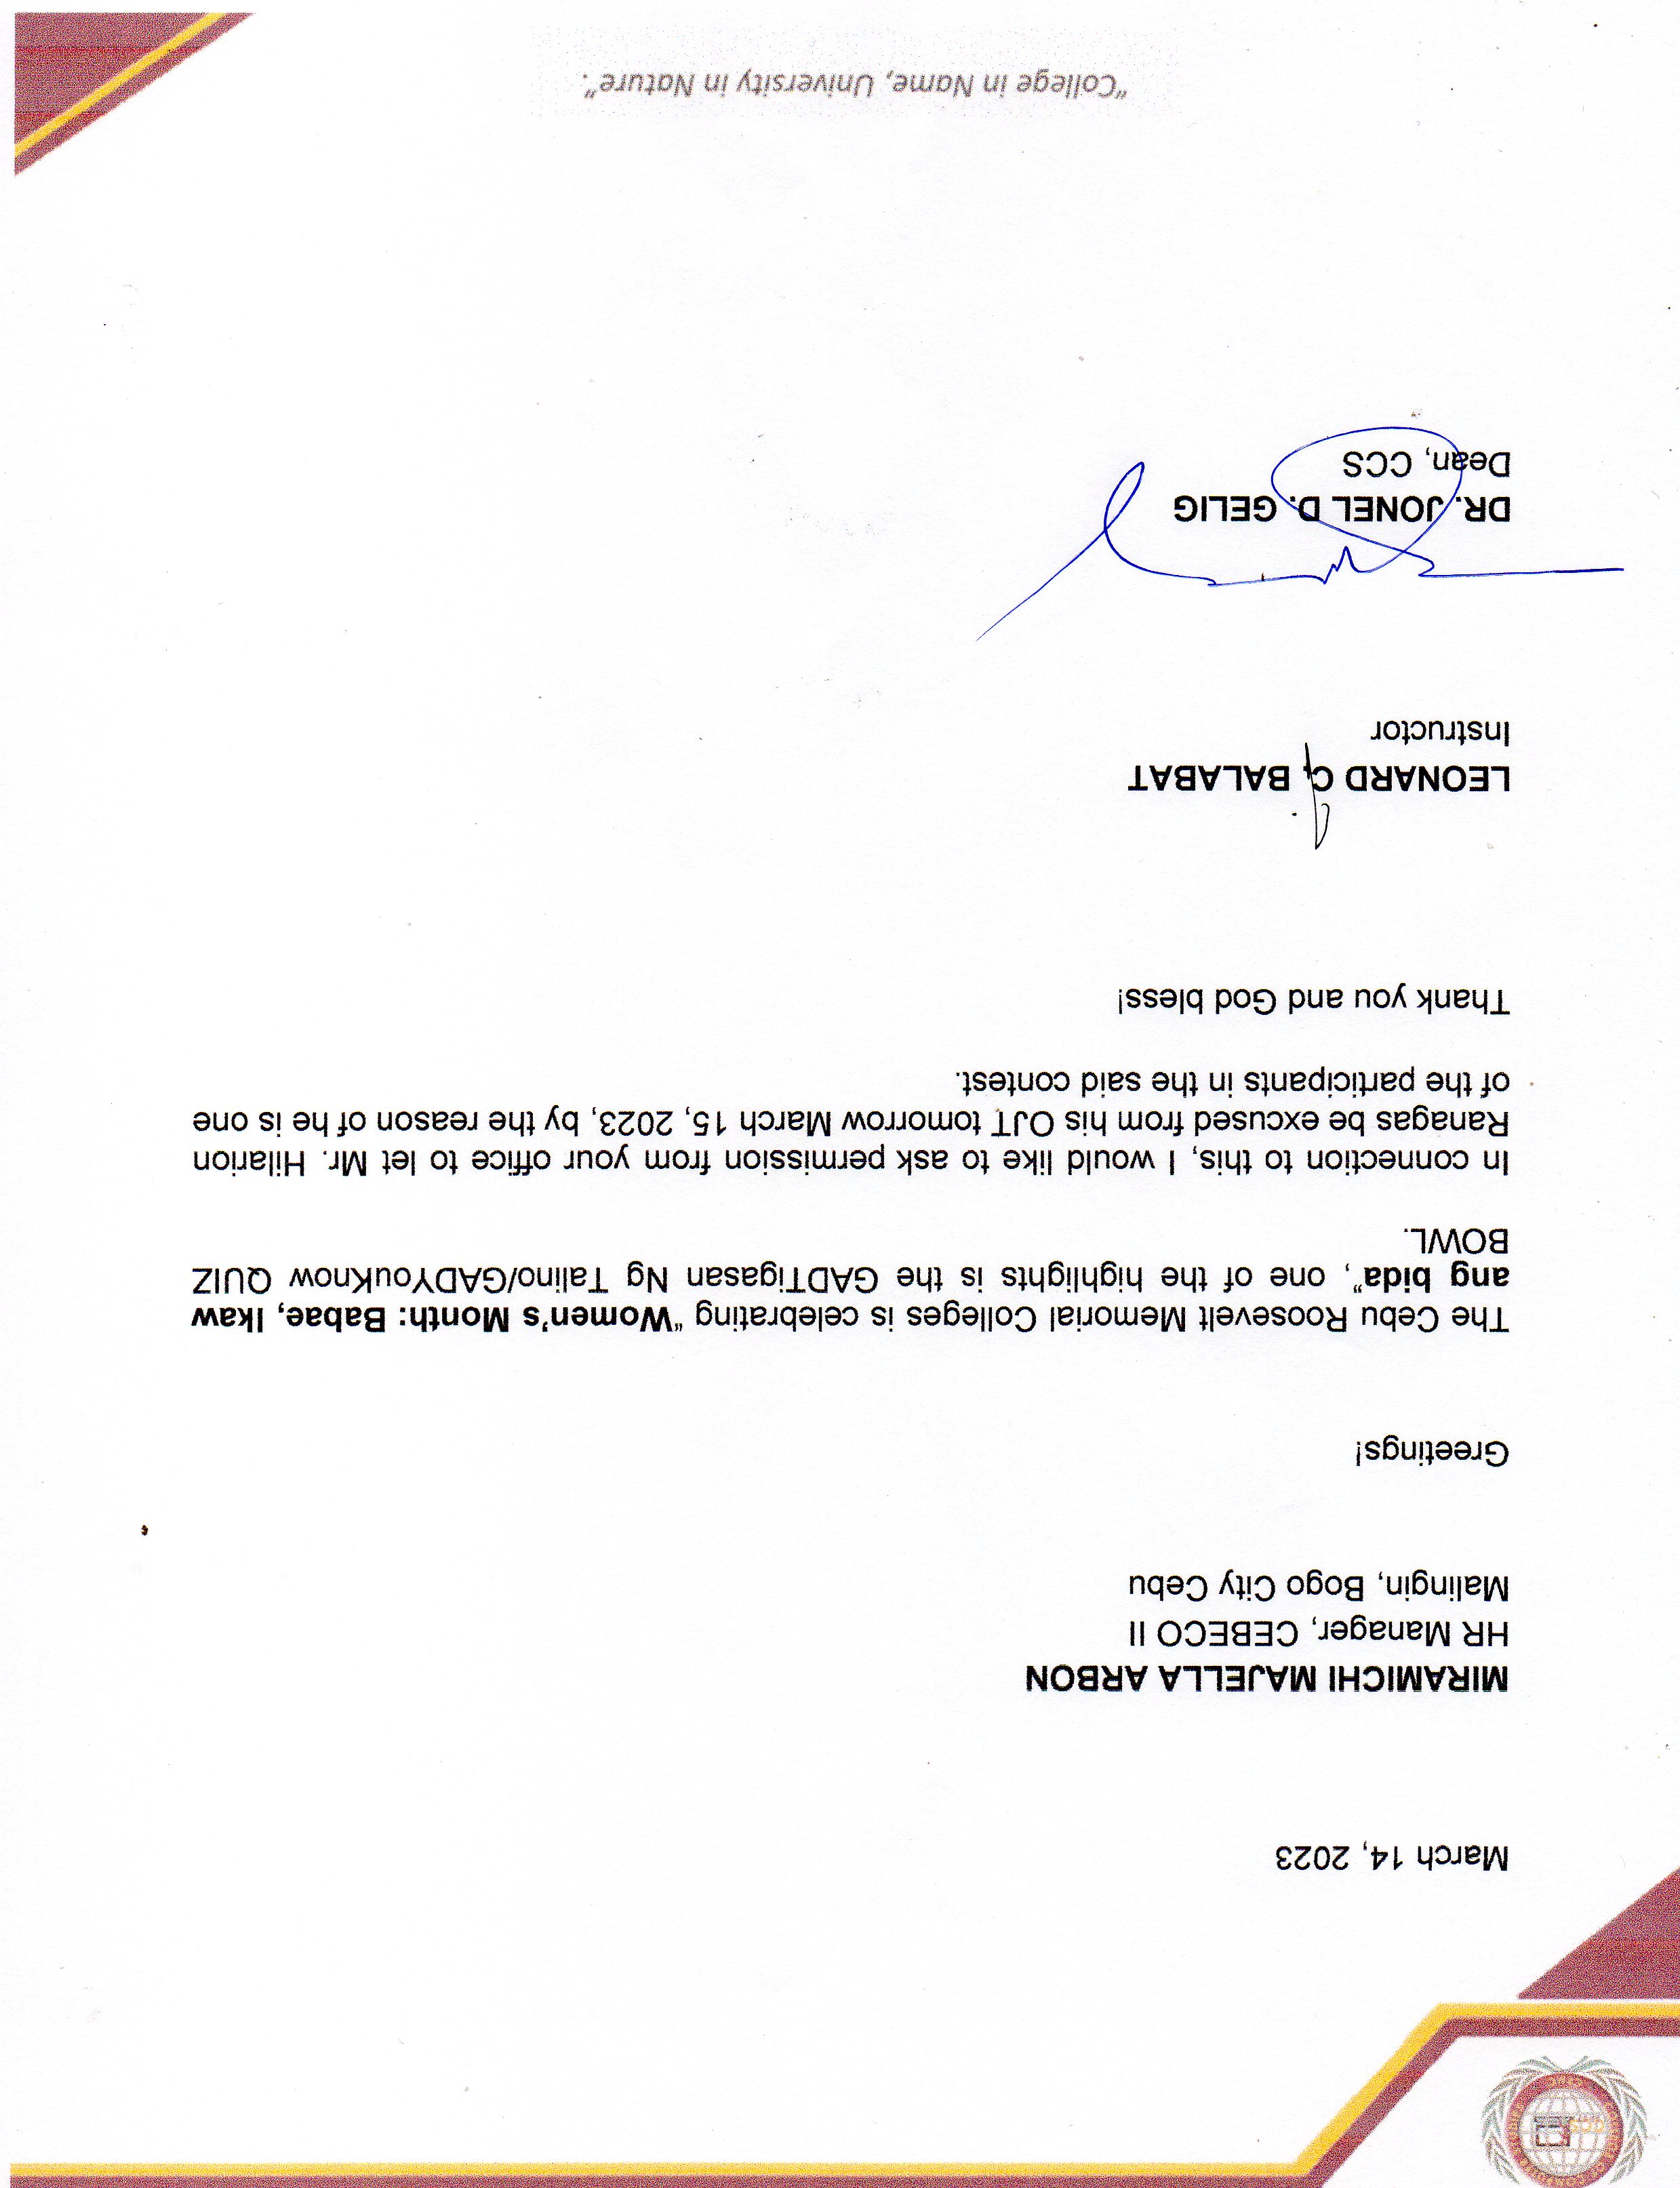 March 14, 2023
MIRAMICHI MAJELLA ARBON
HR Manager, CEBECO II
Malingin, Bogo City Cebu
Greetings!
The Cebu Roosevelt Memorial Colleges is celebrating “Women’s Month: Babae, Ikaw
ang bida”, one of the highlights is the GADTigasan Ng Talino/GADYouKnow QUIZ
BOWL.
In connection to this, I would like to ask permission from your office to let Mr. Hilarion
Ranagas be excused from his OJT tomorrow March 15, 2023, by the reason of he is one
of the participants in the said contest.
Thank you and God bless!
LEONARD C. BALABAT
Instructor
DR. JONEL D. GELIG
Dean, CCS
“College in Name, University in Nature”.